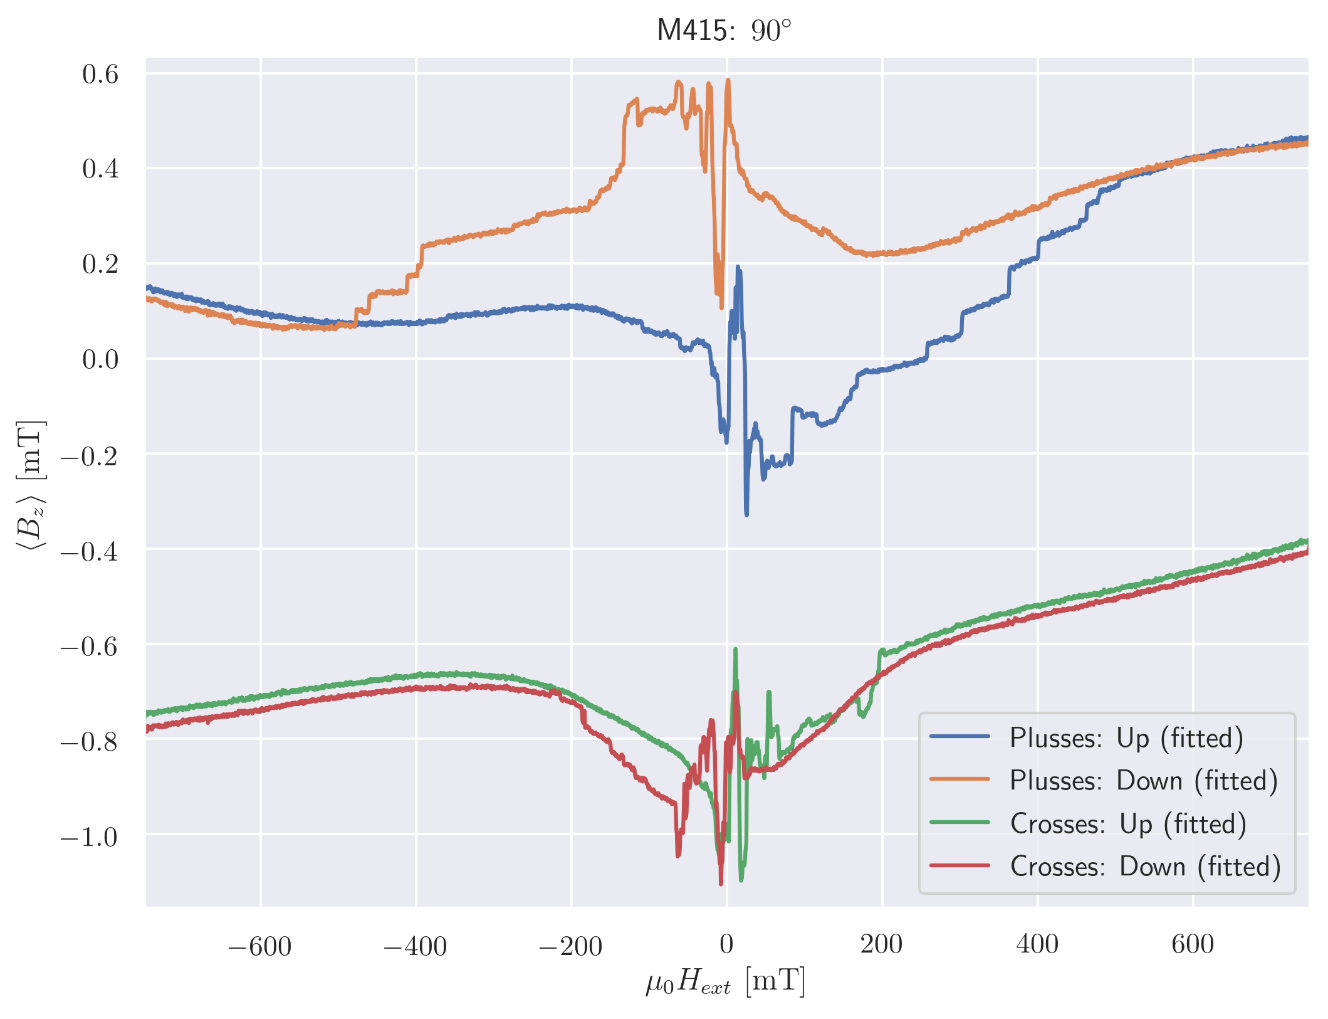 M415: 90°
0.6
0.4
0.2
0.0
−0.2
−0.4
−0.6
−0.8
−1.0
⟨B_z⟩ [mT]
Plusses: Up (fitted)
Plusses: Down (fitted)
Crosses: Up (fitted)
Crosses: Down (fitted)
−600 −400 −200 0 200 400 600
μ₀H_ext [mT]